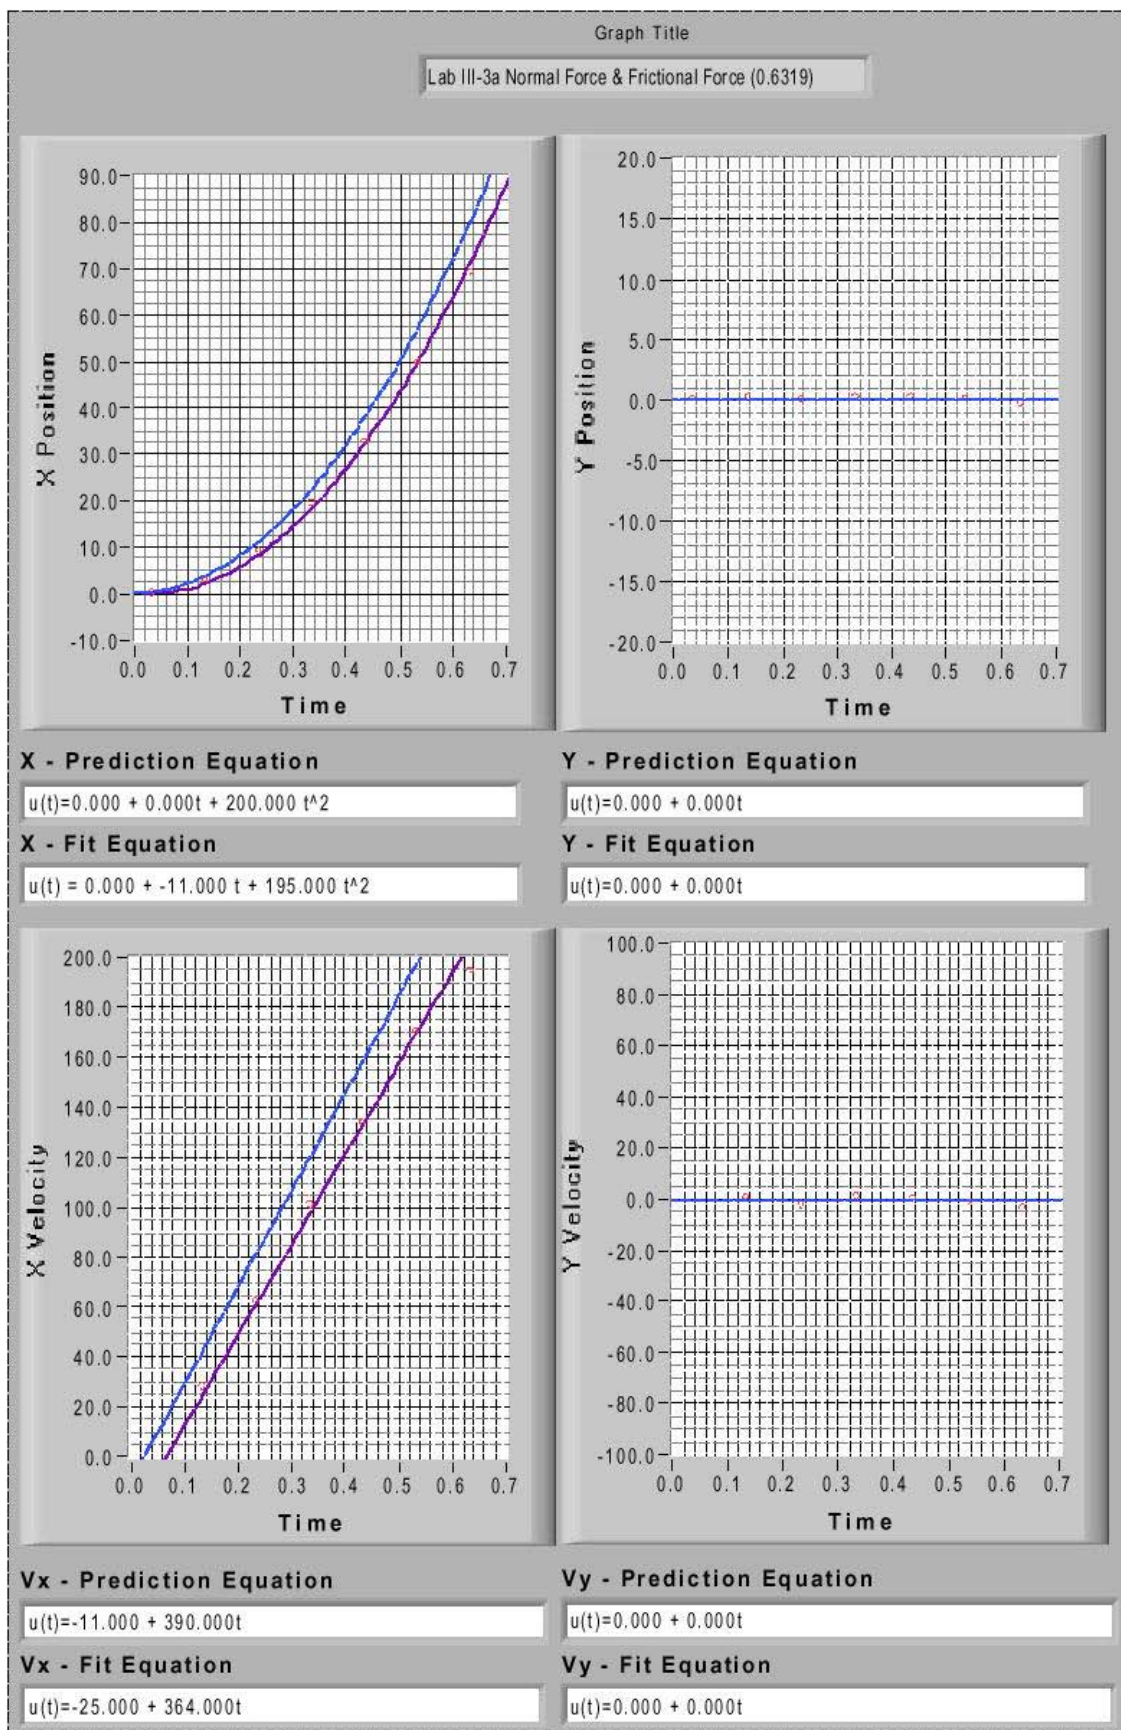 Graph Title
Lab III-3a Normal Force & Frictional Force (0.6319)
X Position
90.0
80.0
70.0
60.0
50.0
40.0
30.0
20.0
10.0
0.0
-10.0
0.0 0.1 0.2 0.3 0.4 0.5 0.6 0.7
Time
Y Position
20.0
15.0
10.0
5.0
0.0
-5.0
-10.0
-15.0
-20.0
0.0 0.1 0.2 0.3 0.4 0.5 0.6 0.7
Time
X - Prediction Equation
u(t)=0.000 + 0.000t + 200.000 t^2
X - Fit Equation
u(t) = 0.000 + -11.000 t + 195.000 t^2
Y - Prediction Equation
u(t)=0.000 + 0.000t
Y - Fit Equation
u(t)=0.000 + 0.000t
X Velocity
200.0
180.0
160.0
140.0
120.0
100.0
80.0
60.0
40.0
20.0
0.0
0.0 0.1 0.2 0.3 0.4 0.5 0.6 0.7
Time
Y Velocity
100.0
80.0
60.0
40.0
20.0
0.0
-20.0
-40.0
-60.0
-80.0
-100.0
0.0 0.1 0.2 0.3 0.4 0.5 0.6 0.7
Time
Vx - Prediction Equation
u(t)=-11.000 + 390.000t
Vx - Fit Equation
u(t)=-25.000 + 364.000t
Vy - Prediction Equation
u(t)=0.000 + 0.000t
Vy - Fit Equation
u(t)=0.000 + 0.000t